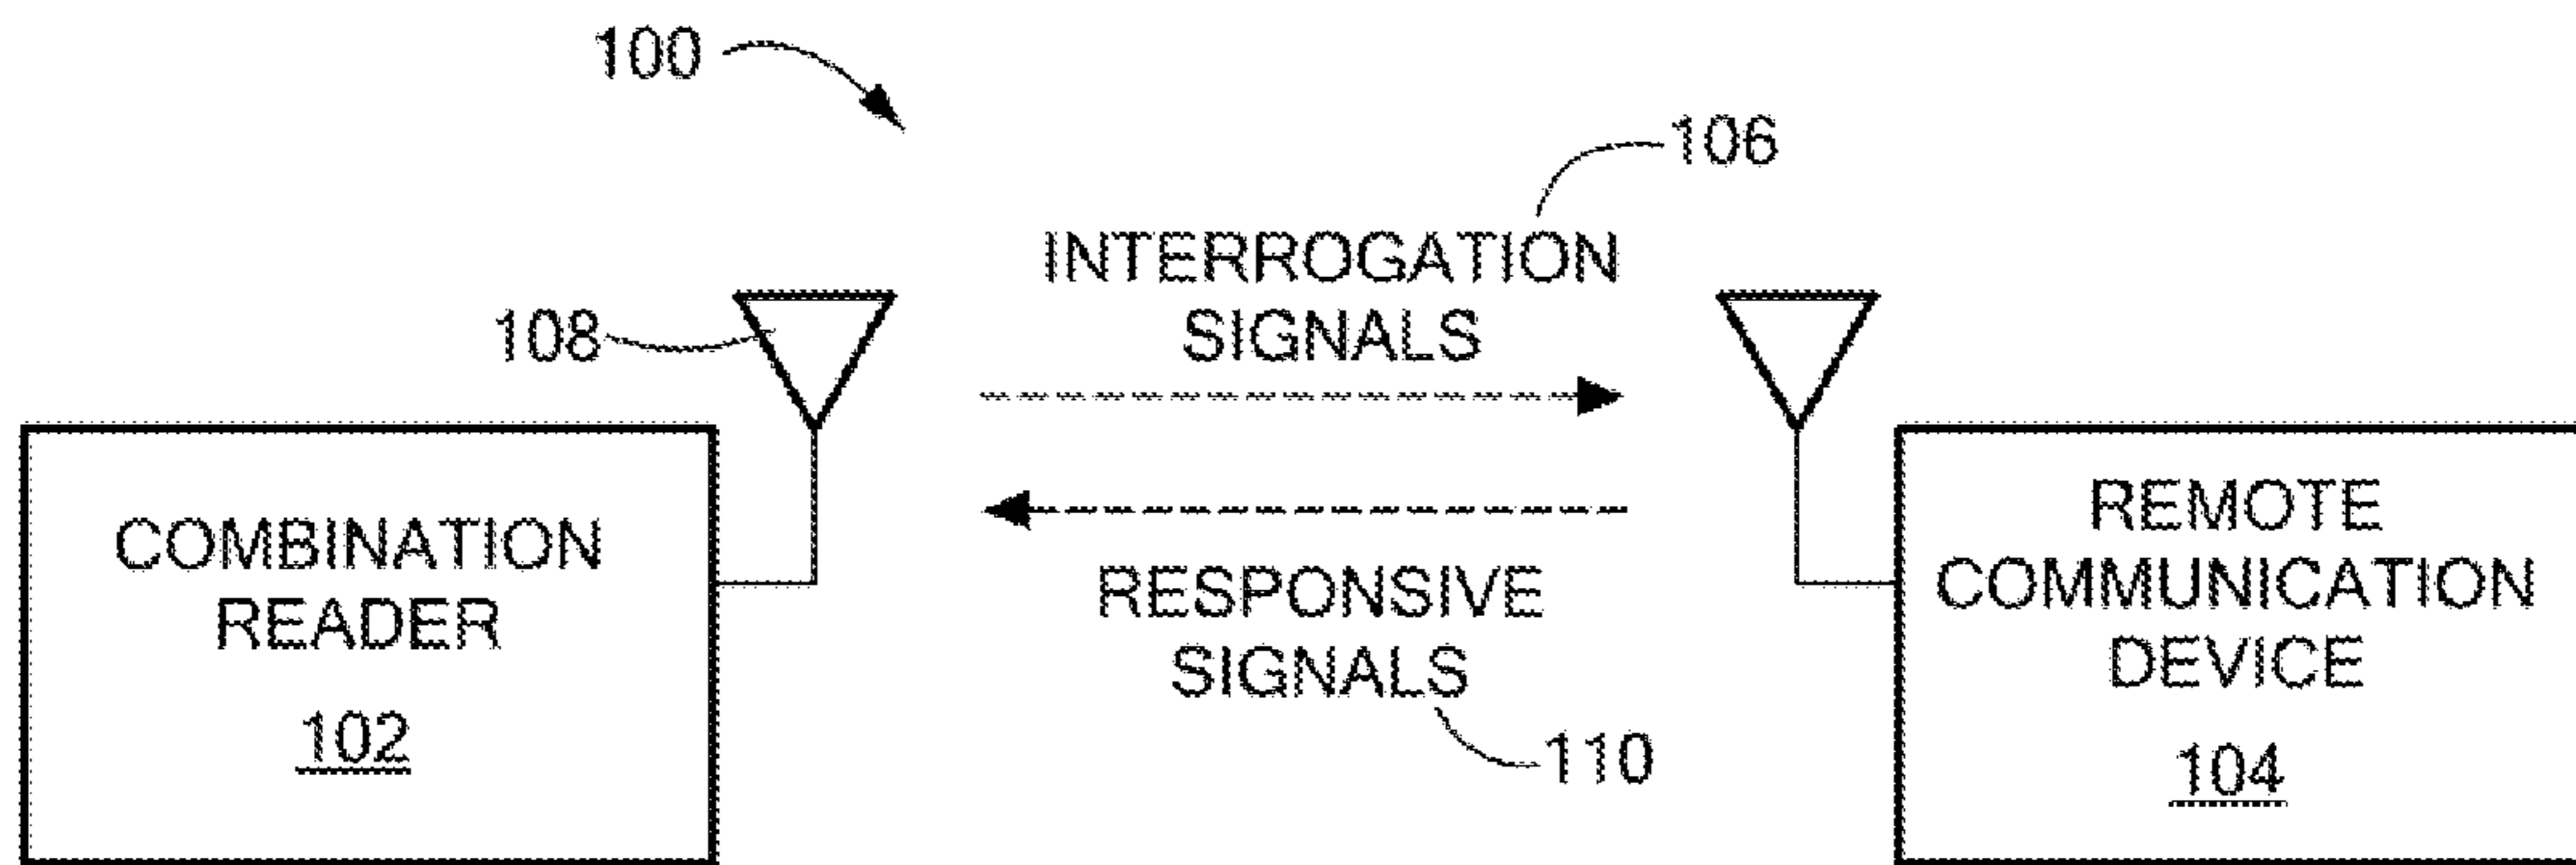 100
106
INTERROGATION
SIGNALS
108
COMBINATION
READER
102
RESPONSIVE
SIGNALS
110
REMOTE
COMMUNICATION
DEVICE
104